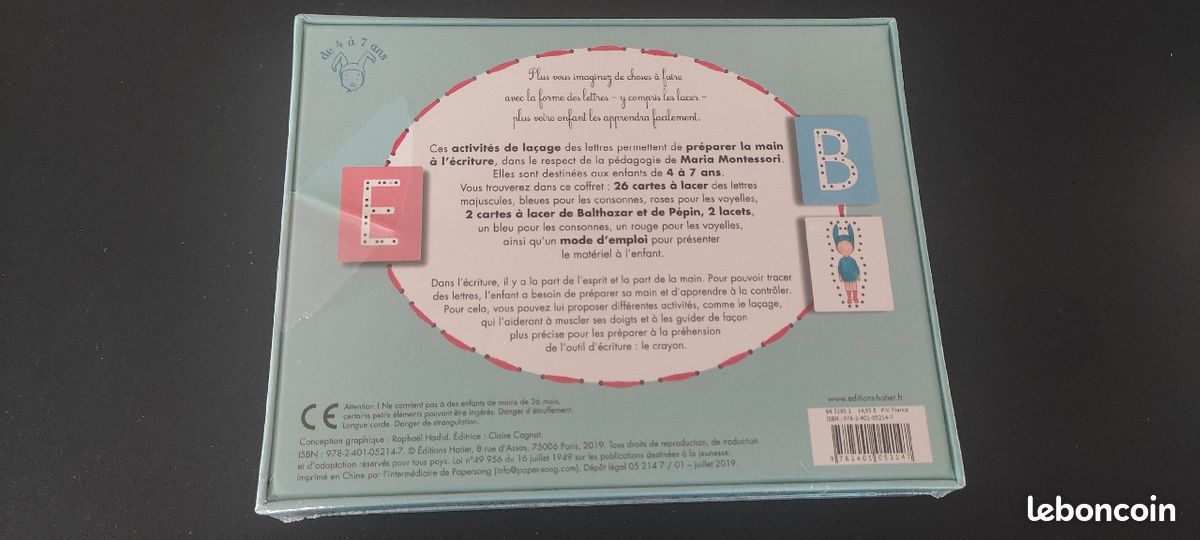 de 4 à 7 ans
Plus vous imaginez de choses à faire
avec la forme des lettres – y compris les lacer –
plus votre enfant les apprendra facilement.
Ces activités de laçage des lettres permettent de préparer la main
à l'écriture, dans le respect de la pédagogie de Maria Montessori.
Elles sont destinées aux enfants de 4 à 7 ans.
Vous trouverez dans ce coffret : 26 cartes à lacer des lettres
majuscules, bleues pour les consonnes, roses pour les voyelles,
2 cartes à lacer de Balthazar et de Pépin, 2 lacets,
un bleu pour les consonnes, un rouge pour les voyelles,
ainsi qu'un mode d'emploi pour présenter
le matériel à l'enfant.
E
B
Dans l'écriture, il y a la part de l'esprit et la part de la main. Pour pouvoir tracer
des lettres, l'enfant a besoin de préparer sa main et d'apprendre à la contrôler.
Pour cela, vous pouvez lui proposer différentes activités, comme le laçage,
qui l'aideront à muscler ses doigts et à les guider de façon
plus précise pour les préparer à la préhension
de l'outil d'écriture : le crayon.
CE
Attention ! Ne convient pas à des enfants de moins de 36 mois,
certains petits éléments pouvant être ingérés. Danger d'étouffement.
Longue corde. Danger de strangulation.
Conception graphique : Raphaël Hadid. Éditrice : Claire Cagnat.
ISBN : 978-2-401-05214-7. © Éditions Hatier, 8 rue d'Assas, 75006 Paris, 2019. Tous droits de reproduction, de traduction
et d'adaptation réservés pour tous pays. Loi n°49 956 du 16 juillet 1949 sur les publications destinées à la jeunesse.
Imprimé en Chine par l'intermédiaire de Papersong (info@paper-song.com). Dépôt légal 05 214 7 / 01 – juillet 2019.
www.editions-hatier.fr
64 5285 1 14,95 € P.V. France
ISBN : 978-2-401-05214-7
9 782401 052147
leboncoin